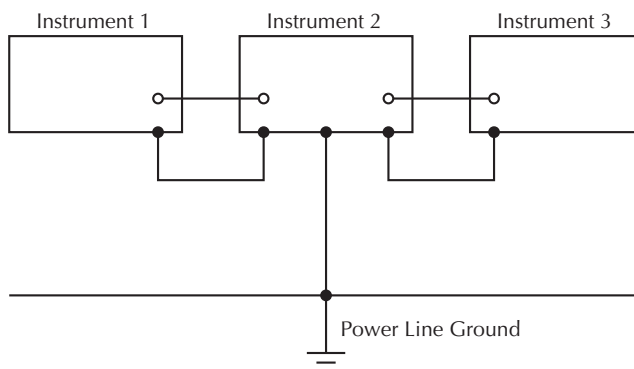 Instrument 1
Instrument 2
Instrument 3
Power Line Ground